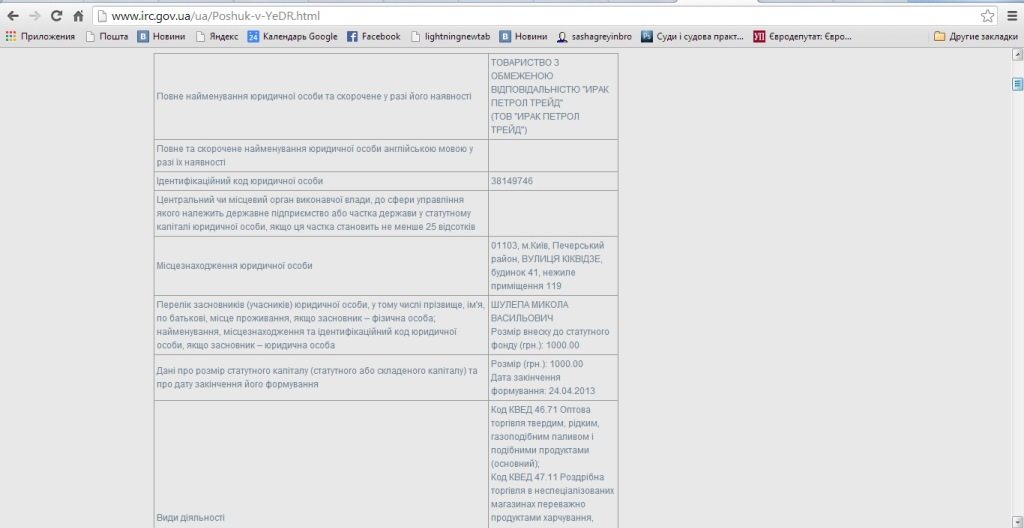 www.irc.gov.ua/ua/Poshuk-v-YeDR.html
Приложения Пошта Новини Яндекс Календарь Google Facebook lightningnewtab Новини sashagreyinbro Суди і судова практ... Євродепутат: Євро... Другие закладки
Повне найменування юридичної особи та скорочене у разі його наявності
ТОВАРИСТВО З
ОБМЕЖЕНОЮ
ВІДПОВІДАЛЬНІСТЮ "ИРАК
ПЕТРОЛ ТРЕЙД"
(ТОВ "ИРАК ПЕТРОЛ
ТРЕЙД")
Повне та скорочене найменування юридичної особи англійською мовою у
разі їх наявності
Ідентифікаційний код юридичної особи
38149746
Центральний чи місцевий орган виконавчої влади, до сфери управління
якого належить державне підприємство або частка держави у статутному
капіталі юридичної особи, якщо ця частка становить не менше 25 відсотків
Місцезнаходження юридичної особи
01103, м.Київ, Печерський
район, ВУЛИЦЯ КІКВІДЗЕ,
будинок 41, нежиле
приміщення 119
Перелік засновників (учасників) юридичної особи, у тому числі прізвище, ім'я,
по батькові, місце проживання, якщо засновник – фізична особа;
найменування, місцезнаходження та ідентифікаційний код юридичної
особи, якщо засновник – юридична особа
ШУЛЕПА МИКОЛА
ВАСИЛЬОВИЧ
Розмір внеску до статутного
фонду (грн.): 1000.00
Дані про розмір статутного капіталу (статутного або складеного капіталу) та
про дату закінчення його формування
Розмір (грн.): 1000.00
Дата закінчення
формування: 24.04.2013
Види діяльності
Код КВЕД 46.71 Оптова
торгівля твердим, рідким,
газоподібним паливом і
подібними продуктами
(основний);
Код КВЕД 47.11 Роздрібна
торгівля в неспеціалізованих
магазинах переважно
продуктами харчування,